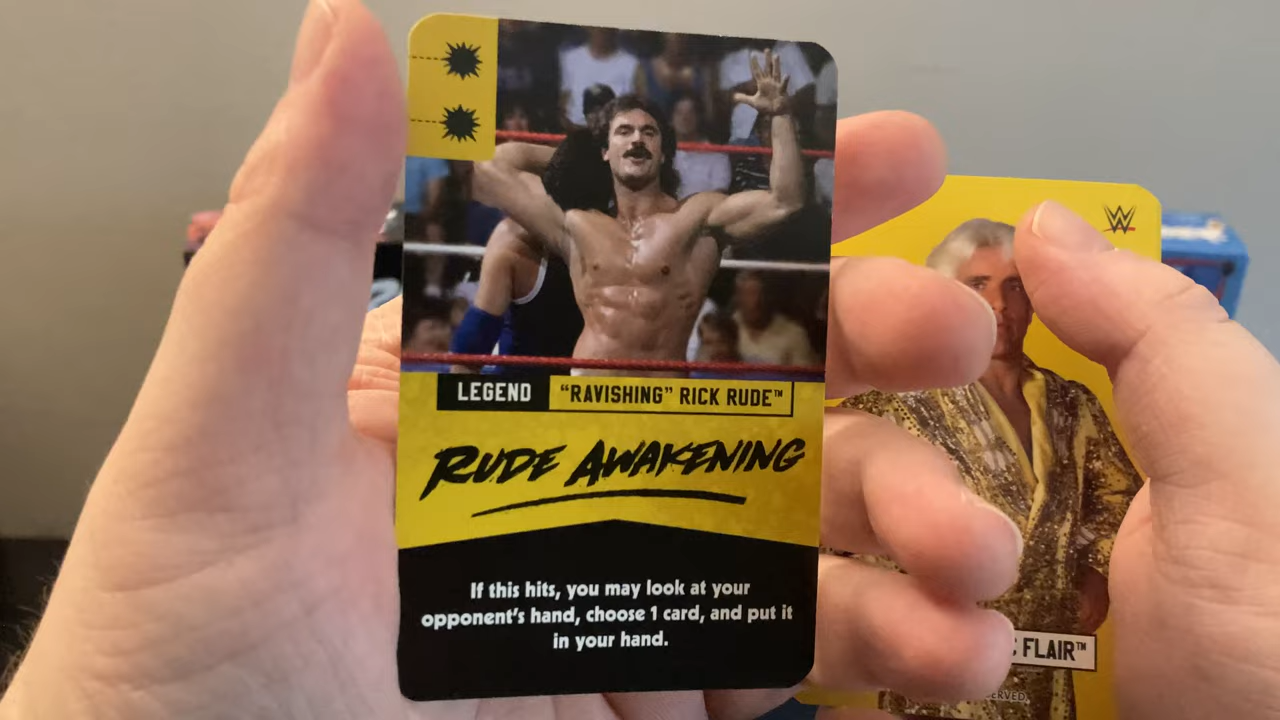 LEGEND "RAVISHING" RICK RUDE™
RUDE AWAKENING
If this hits, you may look at your
opponent's hand, choose 1 card, and put it
in your hand.
W
FLAIR™